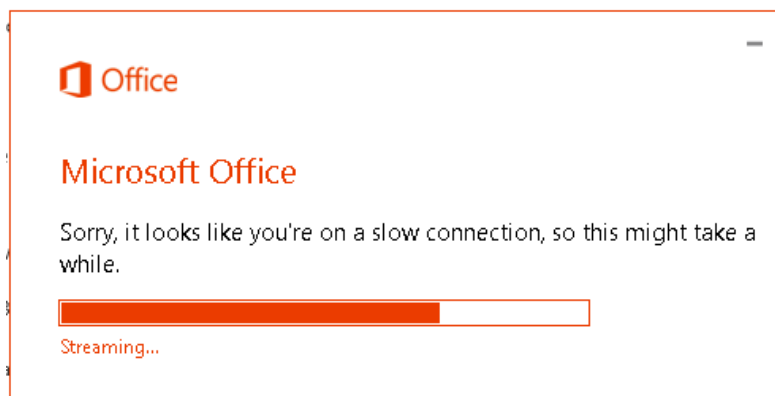 Office
Microsoft Office
Sorry, it looks like you're on a slow connection, so this might take a
while.
Streaming...